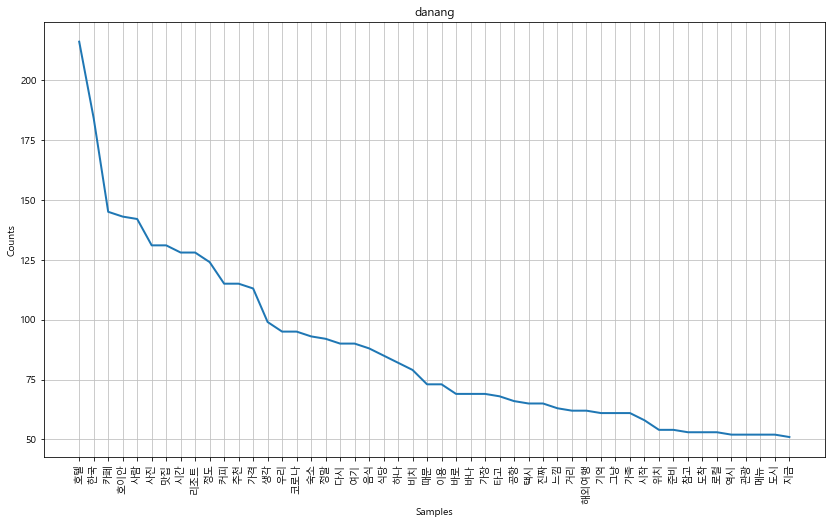 danang
Counts
200
175
150
125
100
75
50
호텔
한국
카페
호이안
사람
사진
맛집
시간
리조트
정도
커피
추천
가격
생각
우리
코로나
숙소
정말
다시
여기
음식
식당
하나
비치
때문
이용
바로
바나
가장
타고
공항
택시
진짜
느낌
거리
해외여행
기억
그냥
가족
시작
위치
준비
참고
도착
로컬
역시
관광
메뉴
도시
지금
Samples